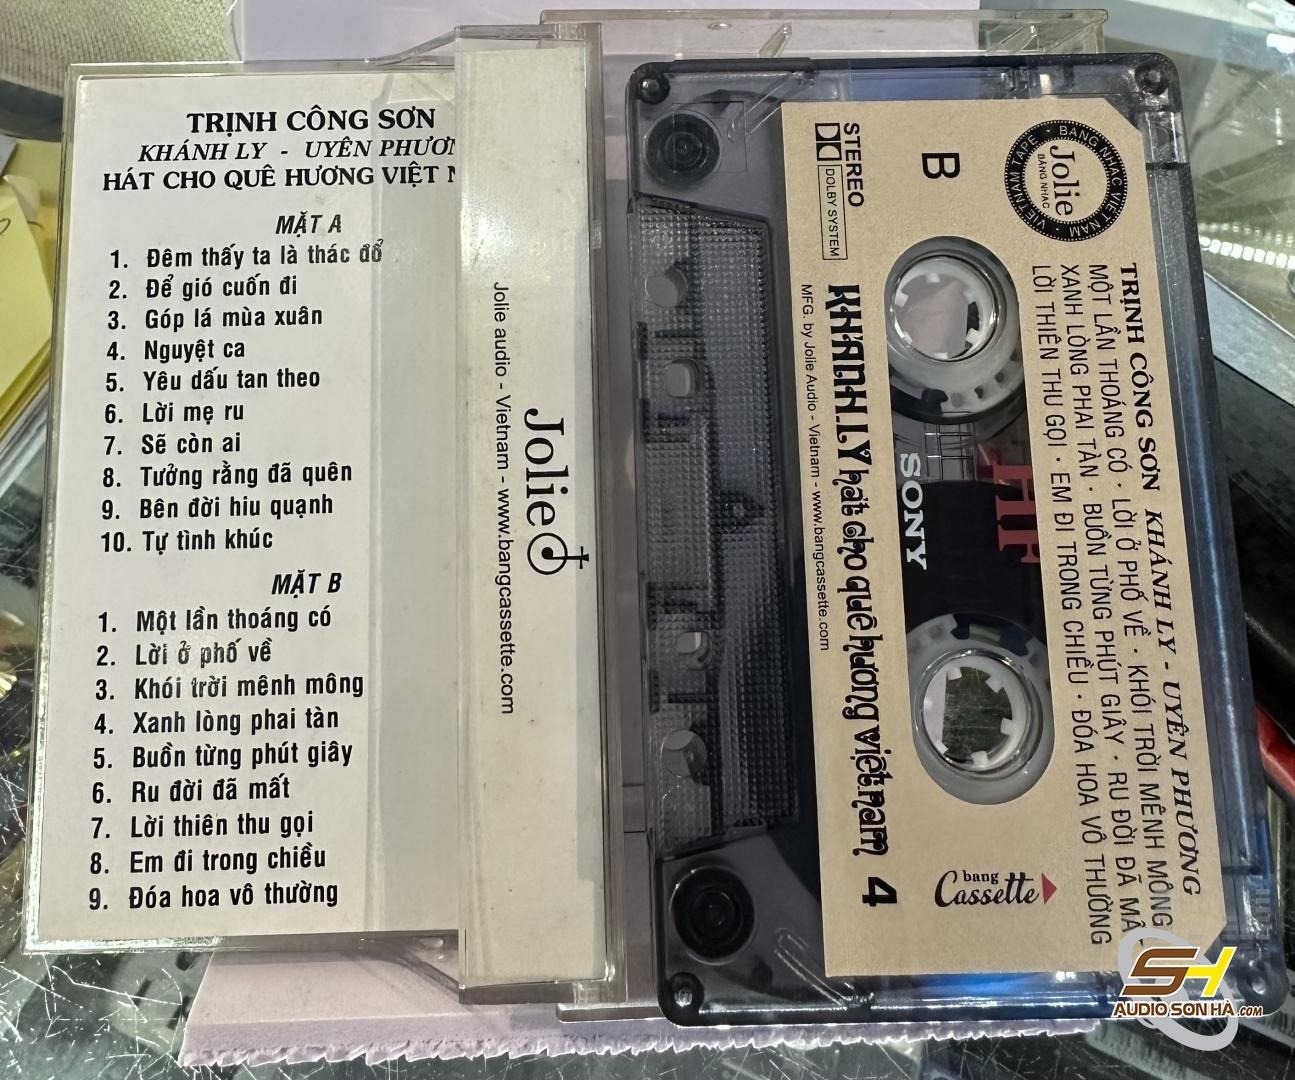 TRỊNH CÔNG SƠN
KHÁNH LY - UYÊN PHƯƠN
HÁT CHO QUÊ HƯƠNG VIỆT
MẶT A
1. Đêm thấy ta là thác đổ
2. Để gió cuốn đi
3. Góp lá mùa xuân
4. Nguyệt ca
5. Yêu dấu tan theo
6. Lời mẹ ru
7. Sẽ còn ai
8. Tưởng rằng đã quên
9. Bên đời hiu quạnh
10. Tự tình khúc
MẶT B
1. Một lần thoáng có
2. Lời ở phố về
3. Khói trời mênh mông
4. Xanh lòng phai tàn
5. Buồn từng phút giây
6. Ru đời đã mất
7. Lời thiên thu gọi
8. Em đi trong chiều
9. Đóa hoa vô thường
Jolie
Jolie audio - Vietnam - www.bangcassette.com
BANG NHAC VIET NAM • VIET NAM TAPE •
Jolie
BĂNG NHẠC
B
STEREO
DOLBY SYSTEM
TRỊNH CÔNG SƠN KHÁNH LY - UYÊN PHƯƠNG
MỘT LẦN THOÁNG CÓ · LỜI Ở PHỐ VỀ · KHÓI TRỜI MÊNH MÔNG
XANH LÒNG PHAI TÀN · BUỒN TỪNG PHÚT GIÂY · RU ĐỜI ĐÃ MẤ
LỜI THIÊN THU GỌI · EM ĐI TRONG CHIỀU · ĐÓA HOA VÔ THƯỜNG
HF
SONY
KHÁNH LY hát cho quê hương việt nam 4
MFG. by Jolie Audio - Vietnam - www.bangcassette.com
bang
Cassette
SH
AUDIO SƠN HÀ.com